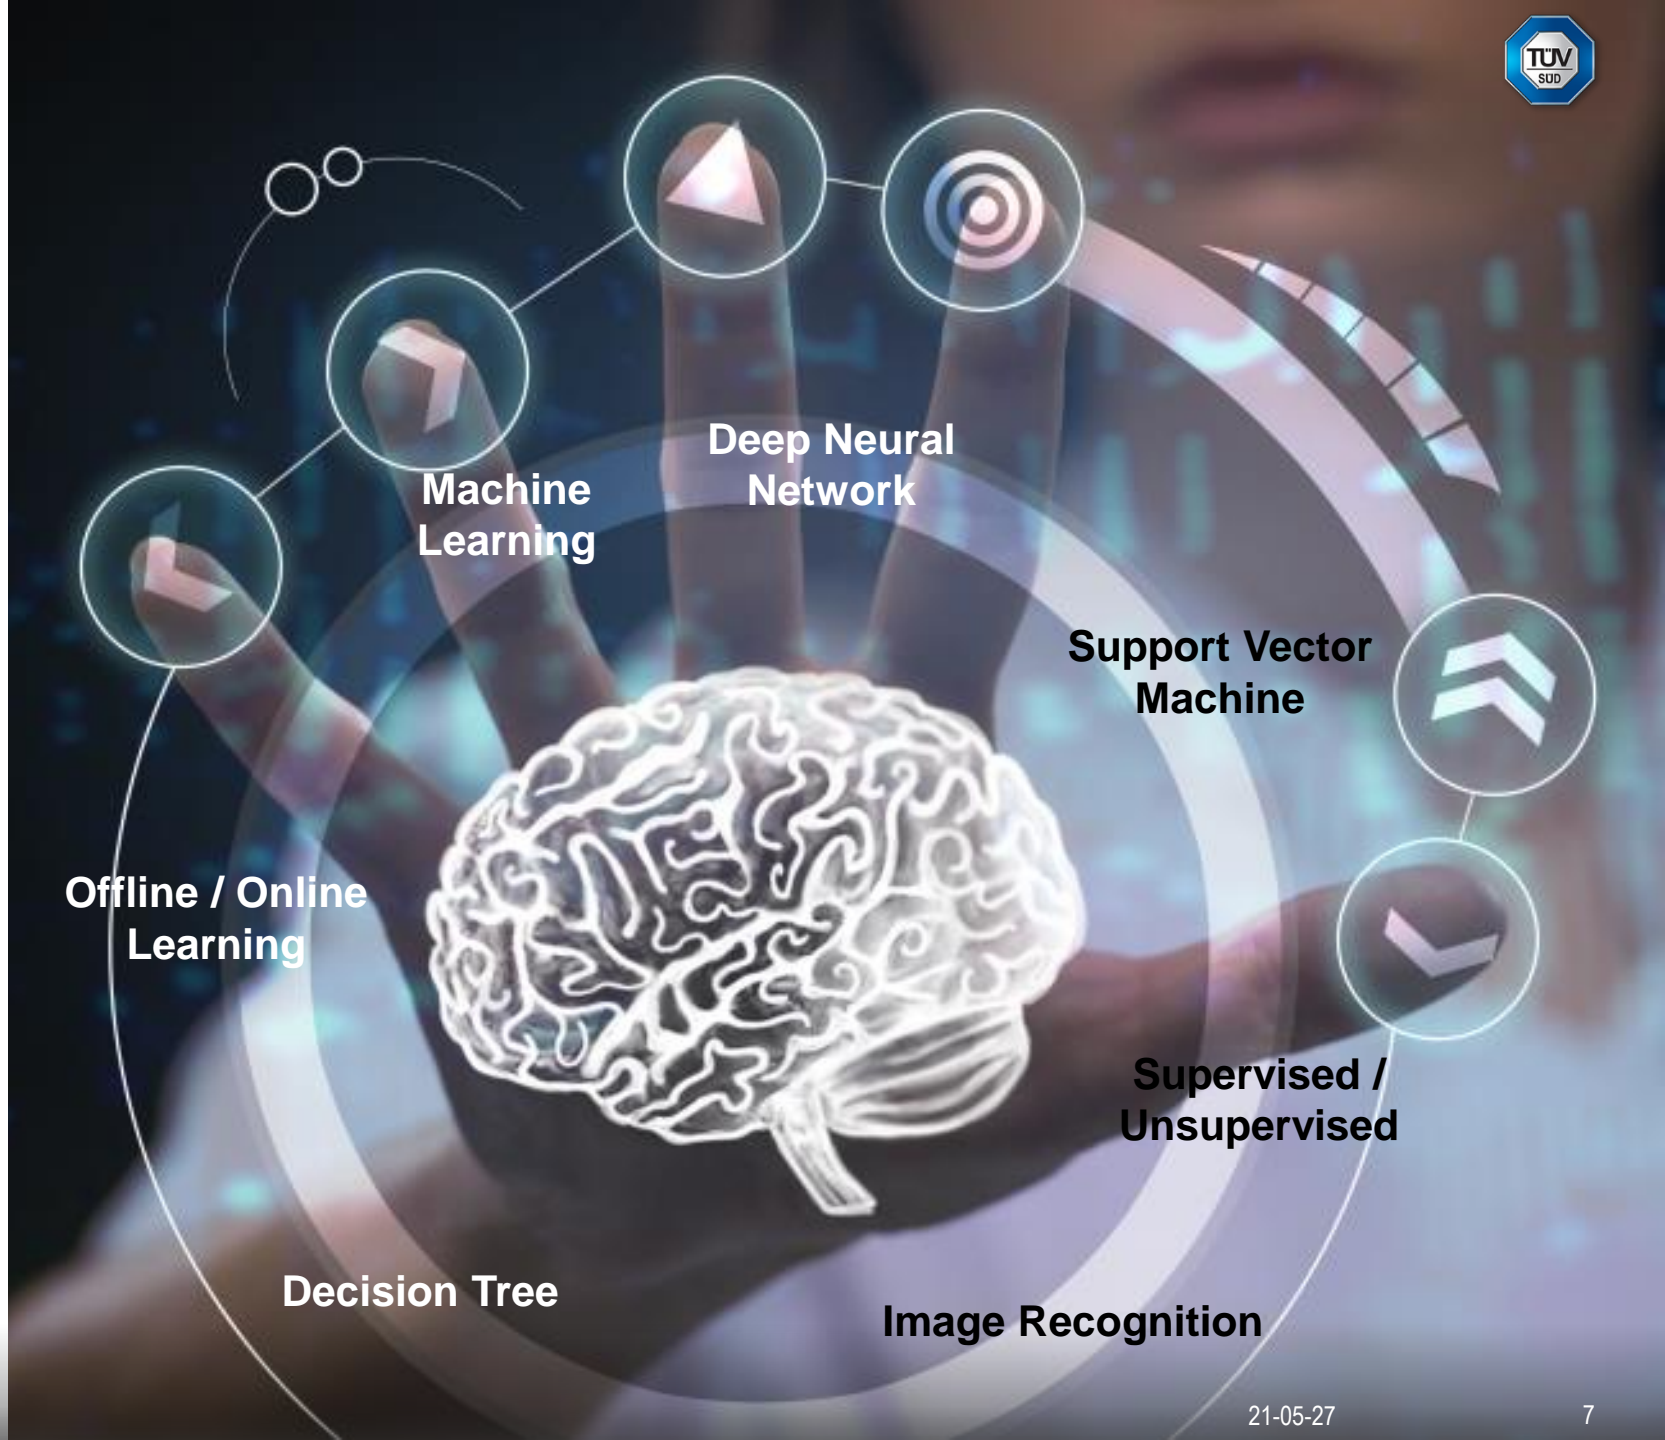 TÜV
SÜD
Deep Neural
Network
Machine
Learning
Support Vector
Machine
Offline / Online
Learning
Supervised /
Unsupervised
Decision Tree
Image Recognition
21-05-27
7